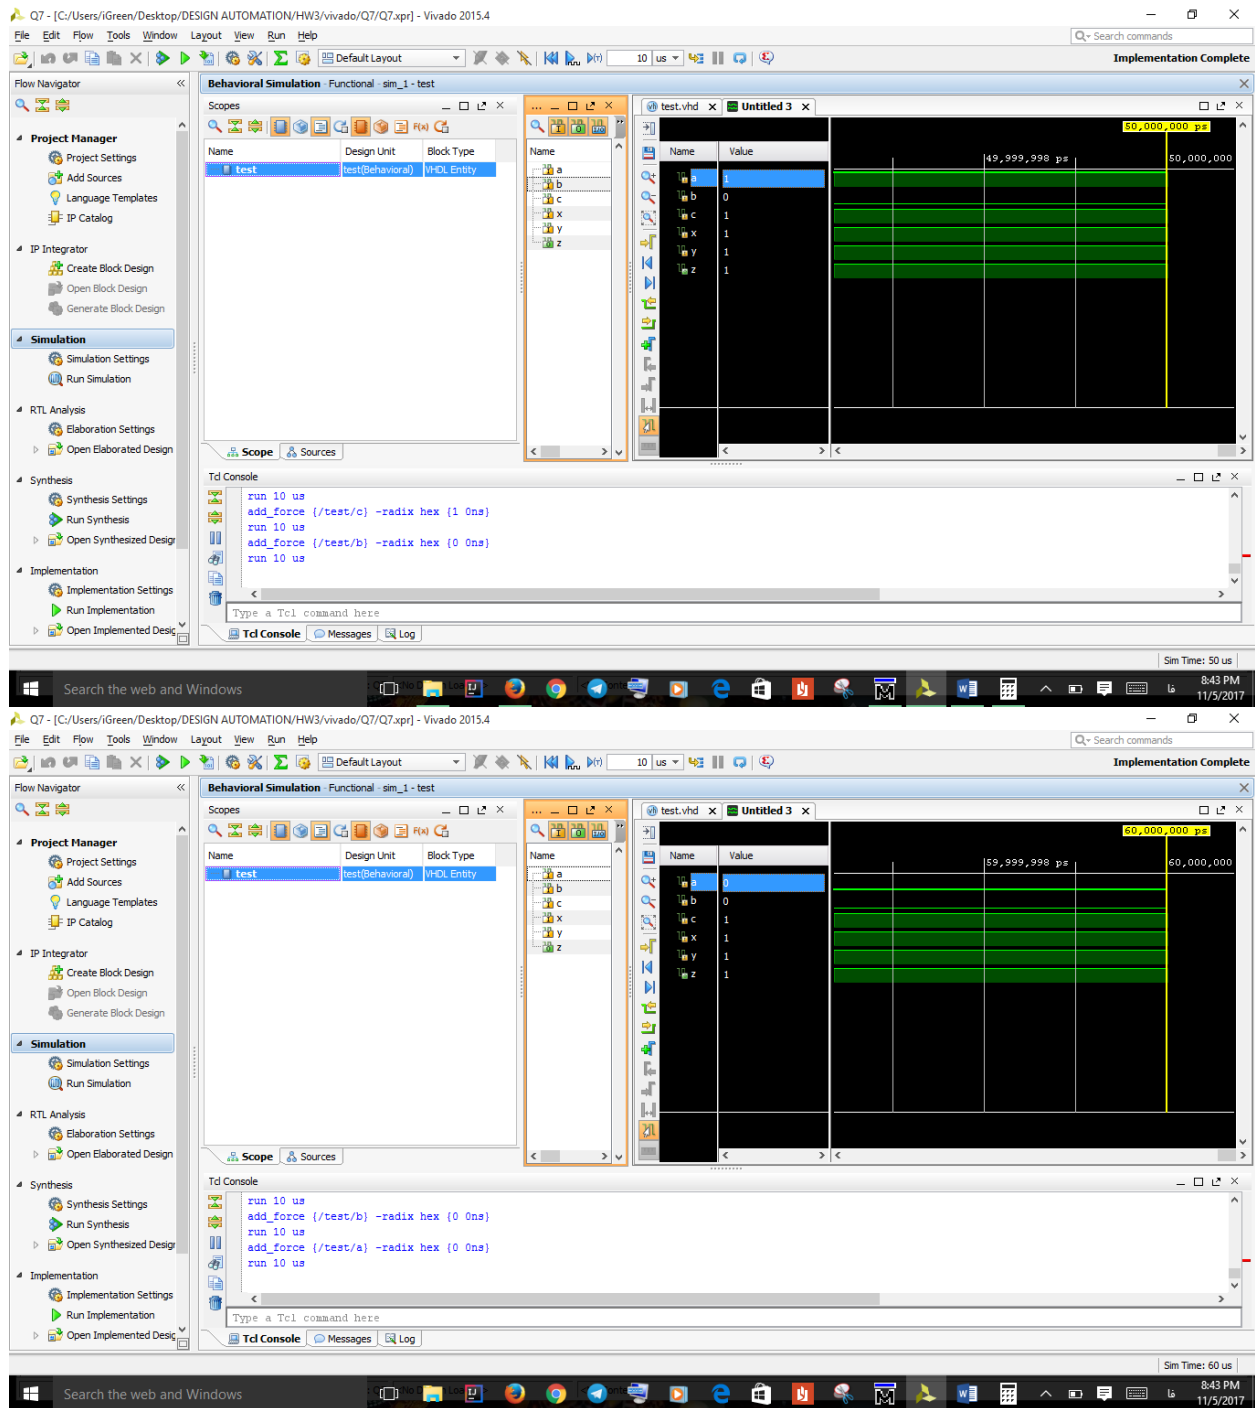 Q7 - [C:/Users/iGreen/Desktop/DESIGN AUTOMATION/HW3/vivado/Q7/Q7.xpr] - Vivado 2015.4
File Edit Flow Tools Window Layout View Run Help
Search commands
Default Layout
10 us
Implementation Complete
Flow Navigator
Project Manager
Project Settings
Add Sources
Language Templates
IP Catalog
IP Integrator
Create Block Design
Open Block Design
Generate Block Design
Simulation
Simulation Settings
Run Simulation
RTL Analysis
Elaboration Settings
Open Elaborated Design
Synthesis
Synthesis Settings
Run Synthesis
Open Synthesized Desigr
Implementation
Implementation Settings
Run Implementation
Open Implemented Desig
Behavioral Simulation - Functional - sim_1 - test
Scopes
Name Design Unit Block Type
test test(Behavioral) VHDL Entity
Scope Sources
...
Name
a
b
c
x
y
z
test.vhd Untitled 3
50,000,000 ps
Name Value
49,999,998 ps 50,000,000
a 1
b 0
c 1
x 1
y 1
z 1
Tcl Console
run 10 us
add_force {/test/c} -radix hex {1 0ns}
run 10 us
add_force {/test/b} -radix hex {0 0ns}
run 10 us
Type a Tcl command here
Tcl Console Messages Log
Sim Time: 50 us
Search the web and Windows
فا
8:43 PM
11/5/2017
Q7 - [C:/Users/iGreen/Desktop/DESIGN AUTOMATION/HW3/vivado/Q7/Q7.xpr] - Vivado 2015.4
File Edit Flow Tools Window Layout View Run Help
Search commands
Default Layout
10 us
Implementation Complete
Flow Navigator
Project Manager
Project Settings
Add Sources
Language Templates
IP Catalog
IP Integrator
Create Block Design
Open Block Design
Generate Block Design
Simulation
Simulation Settings
Run Simulation
RTL Analysis
Elaboration Settings
Open Elaborated Design
Synthesis
Synthesis Settings
Run Synthesis
Open Synthesized Desigr
Implementation
Implementation Settings
Run Implementation
Open Implemented Desig
Behavioral Simulation - Functional - sim_1 - test
Scopes
Name Design Unit Block Type
test test(Behavioral) VHDL Entity
Scope Sources
...
Name
a
b
c
x
y
z
test.vhd Untitled 3
60,000,000 ps
Name Value
59,999,998 ps 60,000,000
a 0
b 0
c 1
x 1
y 1
z 1
Tcl Console
run 10 us
add_force {/test/b} -radix hex {0 0ns}
run 10 us
add_force {/test/a} -radix hex {0 0ns}
run 10 us
Type a Tcl command here
Tcl Console Messages Log
Sim Time: 60 us
Search the web and Windows
فا
8:43 PM
11/5/2017